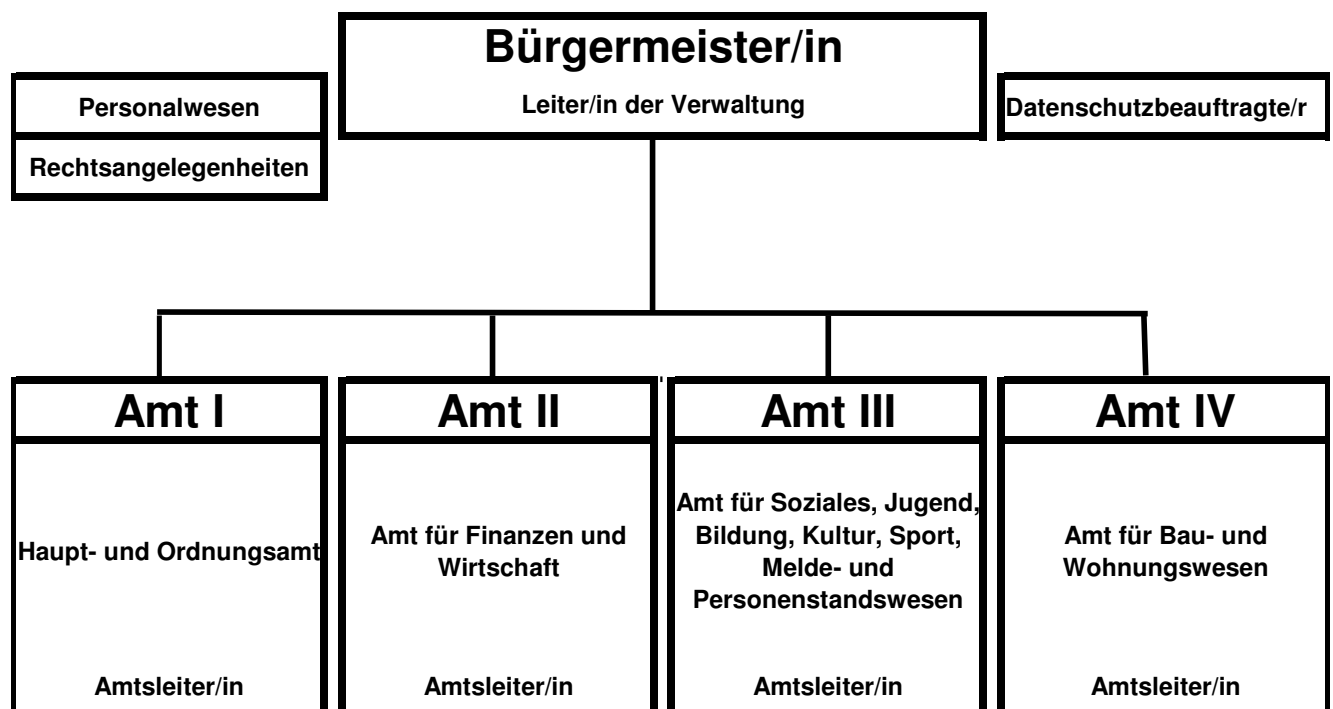 Bürgermeister/in
Leiter/in der Verwaltung
Personalwesen
Rechtsangelegenheiten
Datenschutzbeauftragte/r
Amt I
Haupt- und Ordnungsamt
Amtsleiter/in
Amt II
Amt für Finanzen und
Wirtschaft
Amtsleiter/in
Amt III
Amt für Soziales, Jugend,
Bildung, Kultur, Sport,
Melde- und
Personenstandswesen
Amtsleiter/in
Amt IV
Amt für Bau- und
Wohnungswesen
Amtsleiter/in